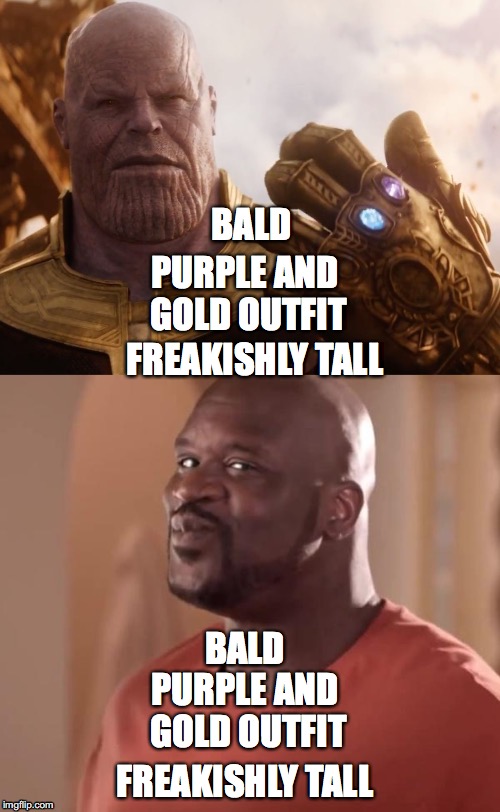 BALD
PURPLE AND
GOLD OUTFIT
FREAKISHLY TALL
BALD
PURPLE AND
GOLD OUTFIT
FREAKISHLY TALL
imgflip.com